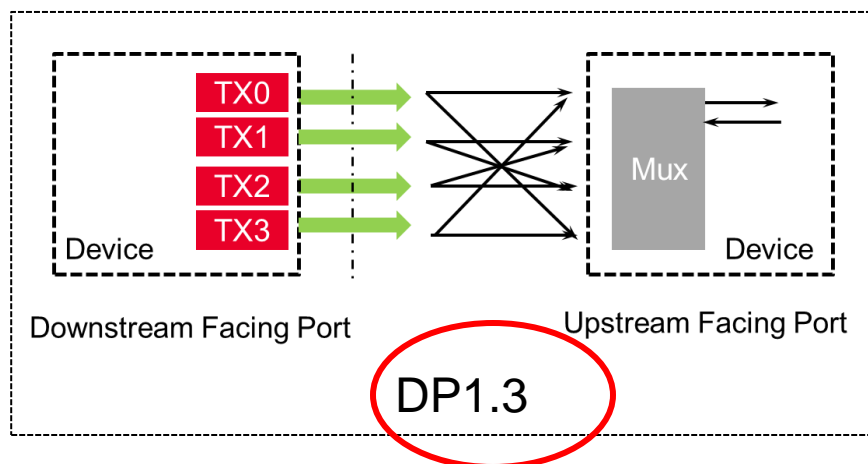 TX0
TX1
TX2
TX3
Device
Mux
Device
Downstream Facing Port
Upstream Facing Port
DP1.3